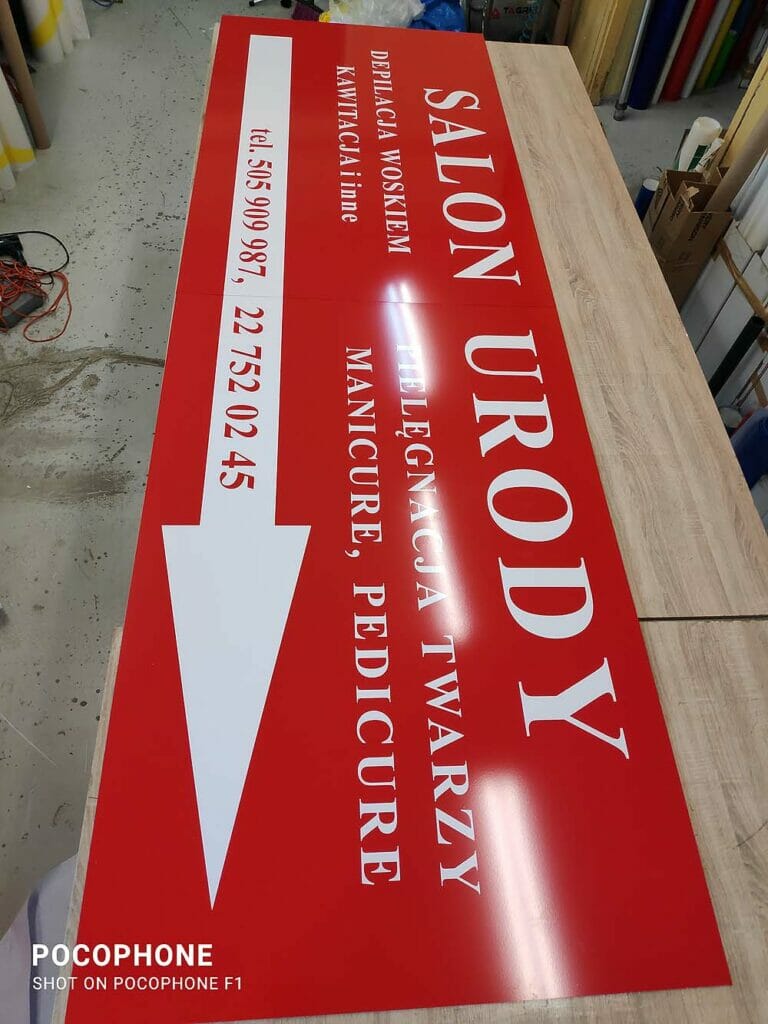 SALON URODY
DEPILACJA WOSKIEM
KAWITACJA i inne
PIELĘGNACJA TWARZY
MANICURE, PEDICURE
tel. 505 909 987, 22 752 02 45
POCOPHONE
SHOT ON POCOPHONE F1